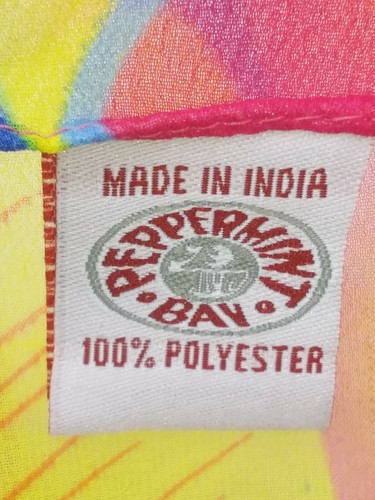 MADE IN INDIA
PEPPERMINT
• BAY •
100% POLYESTER